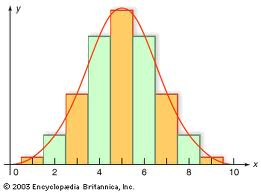 y
0 2 4 6 8 10 x
© 2003 Encyclopædia Britannica, Inc.